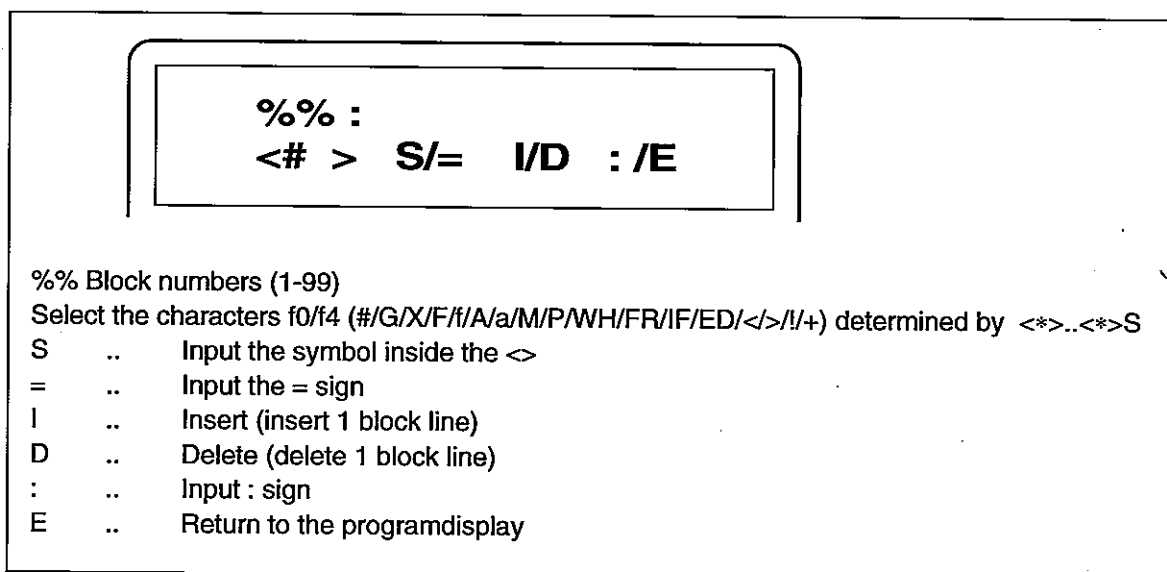 %% :
<# > S/= I/D : /E
%% Block numbers (1-99)
Select the characters f0/f4 (#/G/X/F/f/A/a/M/P/WH/FR/IF/ED/</>/!/+) determined by <*>..<*>S
S .. Input the symbol inside the <>
= .. Input the = sign
I .. Insert (insert 1 block line)
D .. Delete (delete 1 block line)
: .. Input : sign
E .. Return to the programdisplay